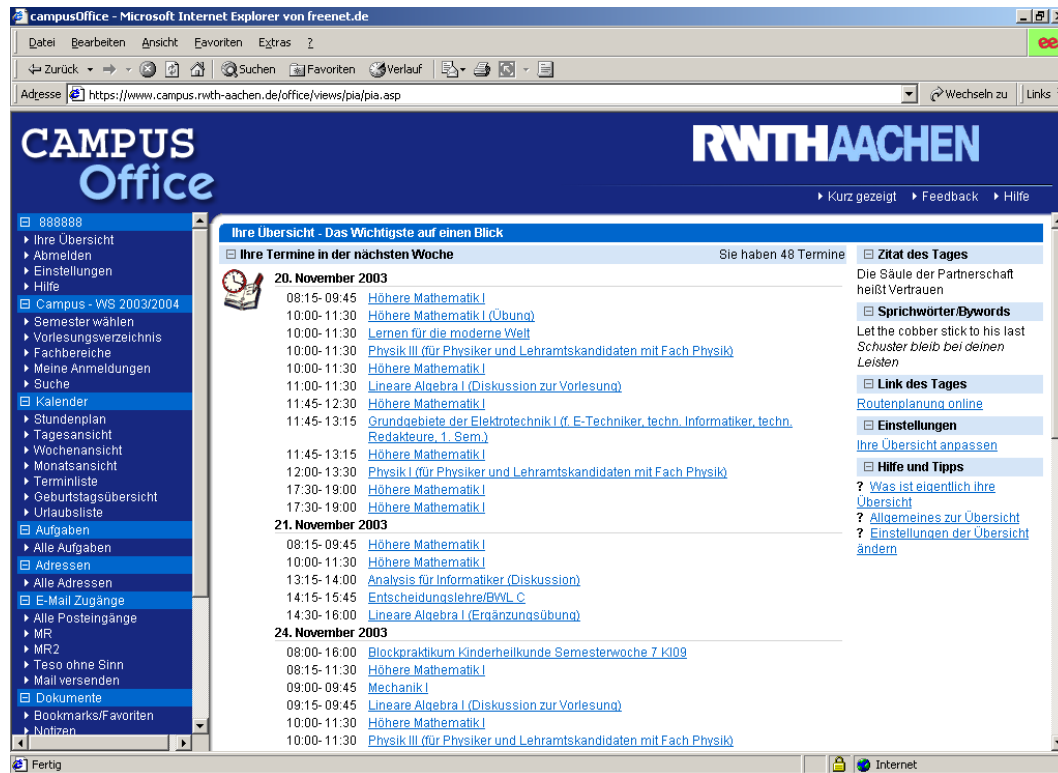 campusOffice - Microsoft Internet Explorer von freenet.de
Datei Bearbeiten Ansicht Favoriten Extras ?
Zurück Suchen Favoriten Verlauf
Adresse https://www.campus.rwth-aachen.de/office/views/pia/pia.asp Wechseln zu Links
CAMPUS
Office
RWTHAACHEN
Kurz gezeigt Feedback Hilfe
888888
Ihre Übersicht
Abmelden
Einstellungen
Hilfe
Campus - WS 2003/2004
Semester wählen
Vorlesungsverzeichnis
Fachbereiche
Meine Anmeldungen
Suche
Kalender
Stundenplan
Tagesansicht
Wochenansicht
Monatsansicht
Terminliste
Geburtstagsübersicht
Urlaubsliste
Aufgaben
Alle Aufgaben
Adressen
Alle Adressen
E-Mail Zugänge
Alle Posteingänge
MR
MR2
Teso ohne Sinn
Mail versenden
Dokumente
Bookmarks/Favoriten
Notizen
Ihre Übersicht - Das Wichtigste auf einen Blick
Ihre Termine in der nächsten Woche Sie haben 48 Termine
20. November 2003
08:15- 09:45 Höhere Mathematik I
10:00- 11:30 Höhere Mathematik I (Übung)
10:00- 11:30 Lernen für die moderne Welt
10:00- 11:30 Physik III (für Physiker und Lehramtskandidaten mit Fach Physik)
10:00- 11:30 Höhere Mathematik I
11:00- 11:30 Lineare Algebra I (Diskussion zur Vorlesung)
11:45- 12:30 Höhere Mathematik I
11:45- 13:15 Grundgebiete der Elektrotechnik I (f. E-Techniker, techn. Informatiker, techn.
Redakteure, 1. Sem.)
11:45- 13:15 Höhere Mathematik I
12:00- 13:30 Physik I (für Physiker und Lehramtskandidaten mit Fach Physik)
17:30- 19:00 Höhere Mathematik I
17:30- 19:00 Höhere Mathematik I
21. November 2003
08:15- 09:45 Höhere Mathematik I
10:00- 11:30 Höhere Mathematik I
13:15- 14:00 Analysis für Informatiker (Diskussion)
14:15- 15:45 Entscheidungslehre/BWL C
14:30- 16:00 Lineare Algebra I (Ergänzungsübung)
24. November 2003
08:00- 16:00 Blockpraktikum Kinderheilkunde Semesterwoche 7 KI09
08:15- 11:30 Höhere Mathematik I
09:00- 09:45 Mechanik I
09:15- 09:45 Lineare Algebra I (Diskussion zur Vorlesung)
10:00- 11:30 Höhere Mathematik I
10:00- 11:30 Physik III (für Physiker und Lehramtskandidaten mit Fach Physik)
Zitat des Tages
Die Säule der Partnerschaft
heißt Vertrauen
Sprichwörter/Bywords
Let the cobber stick to his last
Schuster bleib bei deinen
Leisten
Link des Tages
Routenplanung online
Einstellungen
Ihre Übersicht anpassen
Hilfe und Tipps
? Was ist eigentlich ihre
Übersicht
? Allgemeines zur Übersicht
? Einstellungen der Übersicht
ändern
Fertig Internet